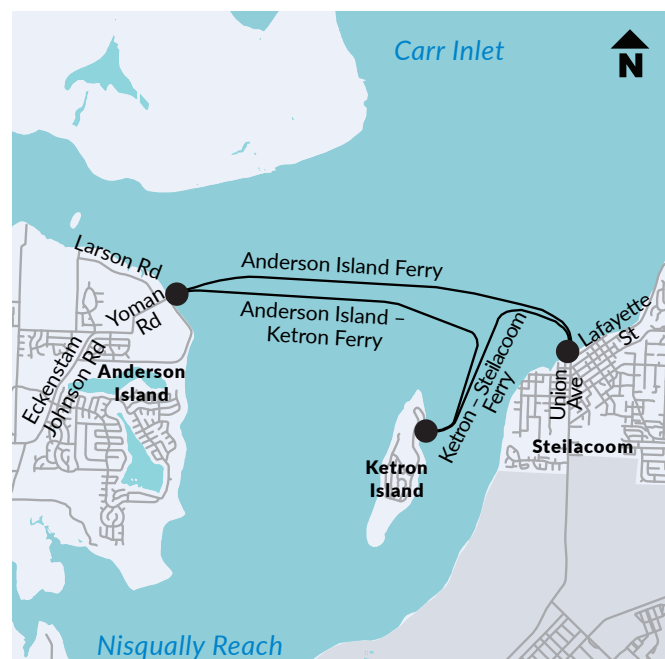 Carr Inlet
N
Larson Rd
Anderson Island Ferry
Yoman
Rd
Anderson Island –
Ketron Ferry
Lafayette
St
Eckenstam
Johnson Rd
Anderson
Island
Ketron – Steilacoom
Ferry
Union
Ave
Steilacoom
Ketron
Island
Nisqually Reach